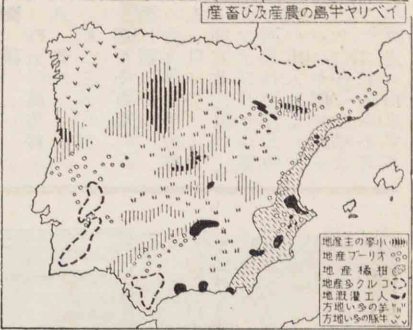 イベリヤ半島の農産及び畜産
小麥の主産地
オリーブ産地
柑橘産地
コルク多産地
人工灌漑地
羊の多い地方
牛豚の多い地方